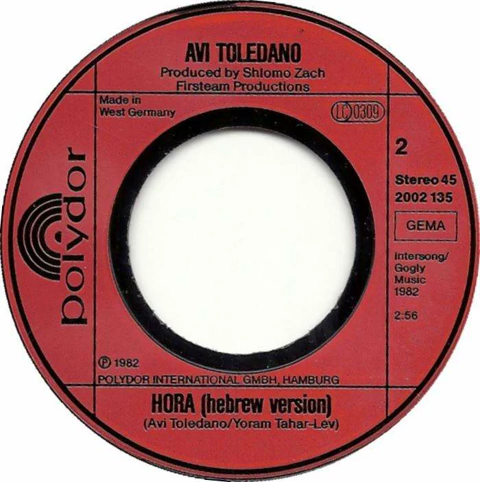 AVI TOLEDANO
Produced by Shlomo Zach
Firsteam Productions
Made in
West Germany
LC 0309
polydor
2
Stereo 45
2002 135
GEMA
Intersong/
Gogly
Music
1982
2:56
Ⓟ 1982
POLYDOR INTERNATIONAL GMBH, HAMBURG
HORA (hebrew version)
(Avi Toledano/Yoram Tahar-Lev)